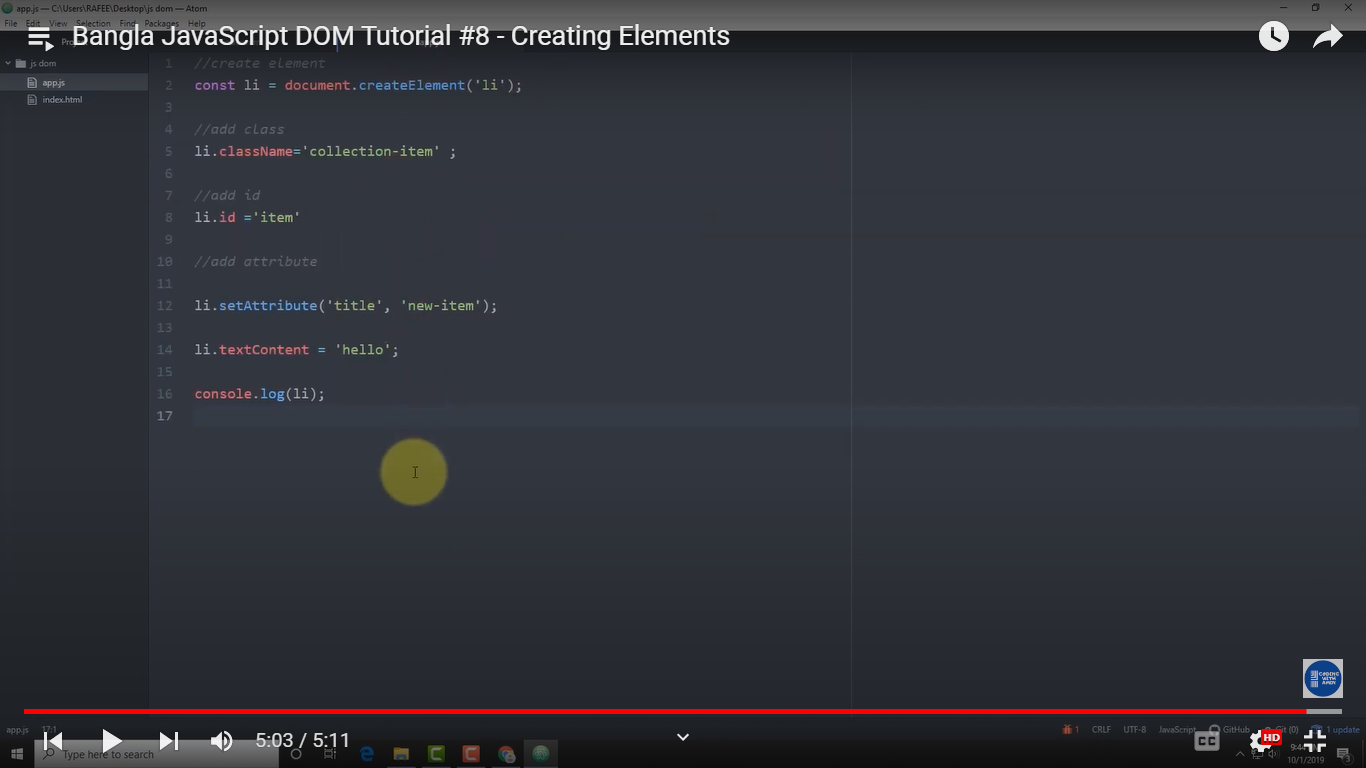 app.js — C:\Users\RAFEE\Desktop\js dom — Atom
File Edit View Selection Find Packages Help
Bangla JavaScript DOM Tutorial #8 - Creating Elements
js dom
app.js
index.html
1 //create element
2 const li = document.createElement('li');
3
4 //add class
5 li.className='collection-item' ;
6
7 //add id
8 li.id ='item'
9
10 //add attribute
11
12 li.setAttribute('title', 'new-item');
13
14 li.textContent = 'hello';
15
16 console.log(li);
17
CODING
WITH
app.js 17:1
1 CRLF UTF-8 JavaScript GitHub Git (0) 1 update
5:03 / 5:11
CC
HD
Type here to search
10/1/2019
3